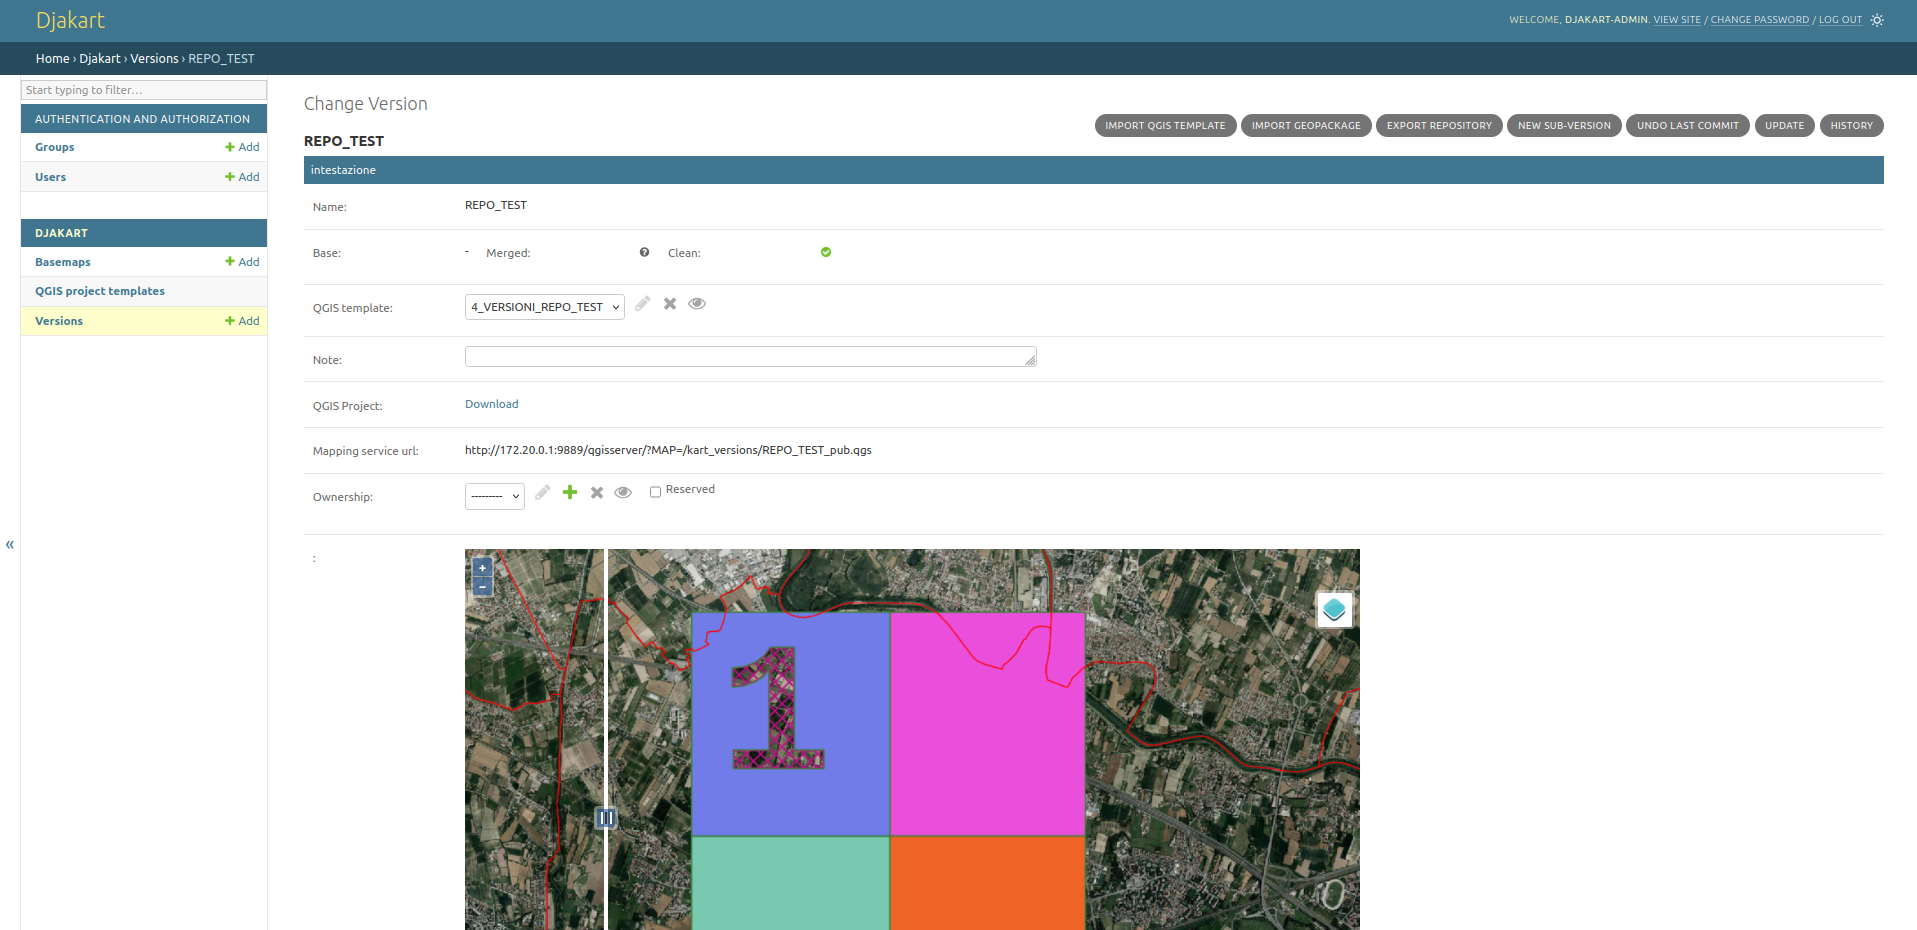 Djakart
WELCOME, DJAKART-ADMIN. VIEW SITE / CHANGE PASSWORD / LOG OUT
Home › Djakart › Versions › REPO_TEST
Start typing to filter...
AUTHENTICATION AND AUTHORIZATION
Groups + Add
Users + Add
DJAKART
Basemaps + Add
QGIS project templates
Versions + Add
«
Change Version
IMPORT QGIS TEMPLATE IMPORT GEOPACKAGE EXPORT REPOSITORY NEW SUB-VERSION UNDO LAST COMMIT UPDATE HISTORY
REPO_TEST
intestazione
Name: REPO_TEST
Base: - Merged: Clean:
QGIS template: 4_VERSIONI_REPO_TEST
Note:
QGIS Project: Download
Mapping service url: http://172.20.0.1:9889/qgisserver/?MAP=/kart_versions/REPO_TEST_pub.qgs
Ownership: --------- Reserved
:
+
−
1